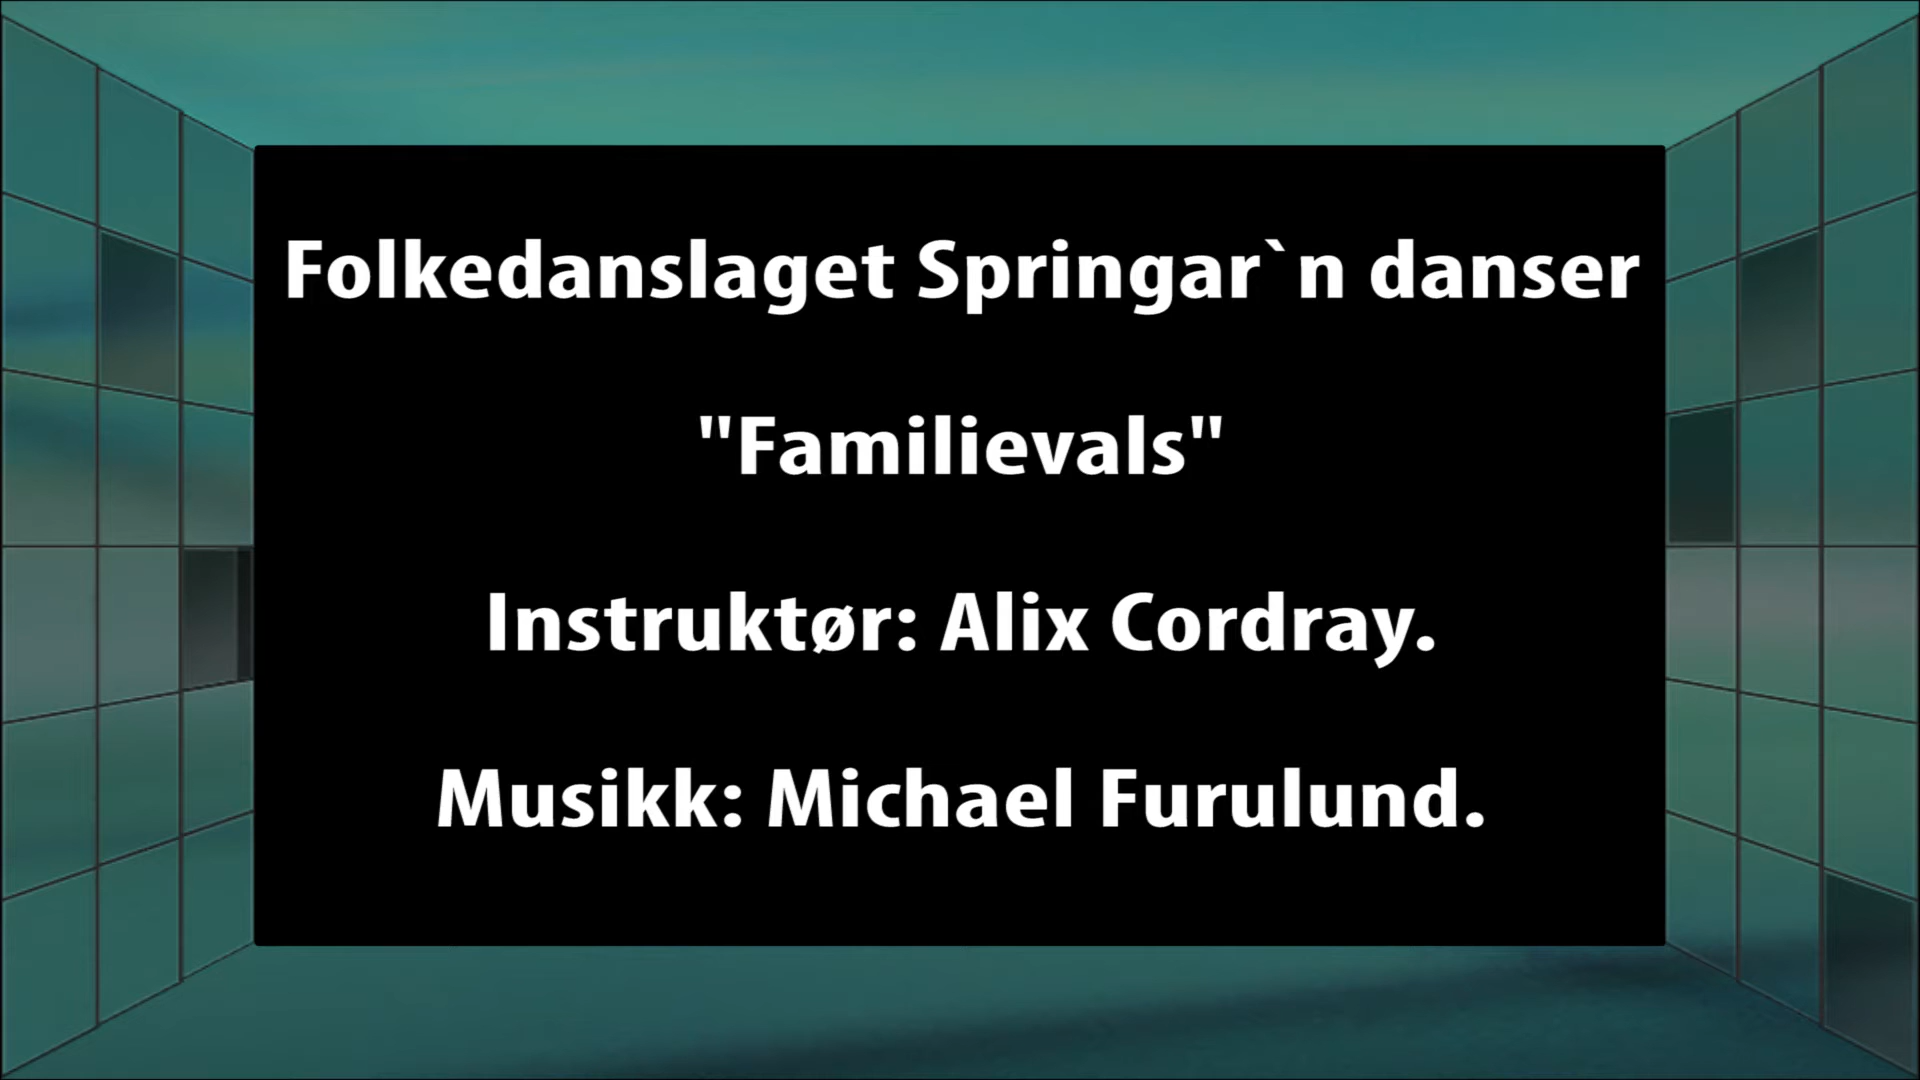 Folkedanslaget Springar`n danser
"Familievals"
Instruktør: Alix Cordray.
Musikk: Michael Furulund.